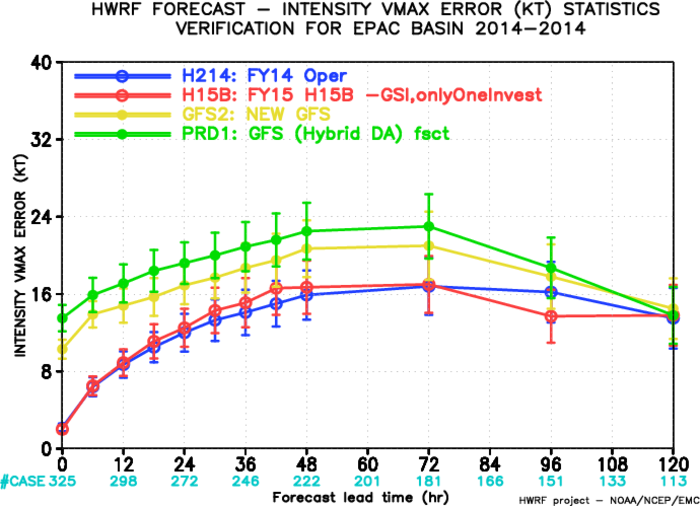 HWRF FORECAST – INTENSITY VMAX ERROR (KT) STATISTICS
VERIFICATION FOR EPAC BASIN 2014–2014
H214: FY14 Oper
H15B: FY15 H15B –GSI,onlyOneInvest
GFS2: NEW GFS
PRD1: GFS (Hybrid DA) fsct
INTENSITY VMAX ERROR (KT)
40
32
24
16
8
0
0 12 24 36 48 60 72 84 96 108 120
#CASE 325 298 272 246 222 201 181 166 151 133 113
Forecast lead time (hr)
HWRF project – NOAA/NCEP/EMC